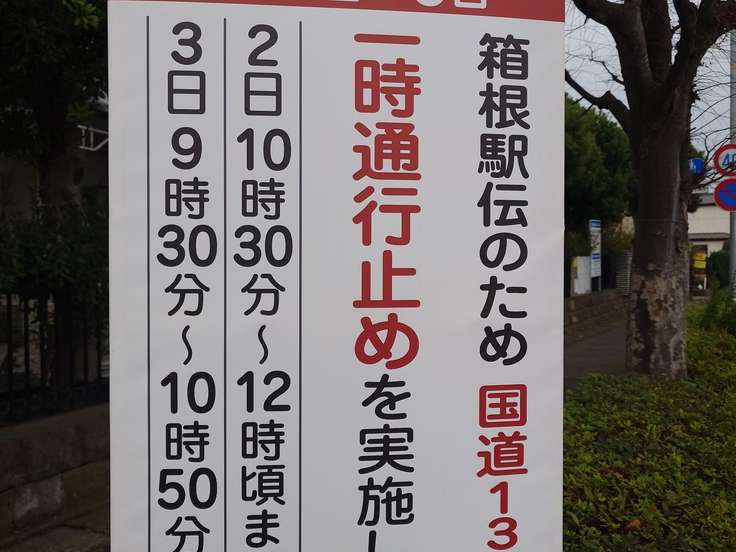 箱根駅伝のため 国道13
一時通行止めを実施し
2日10時30分～12時頃ま
3日9時30分～10時50分